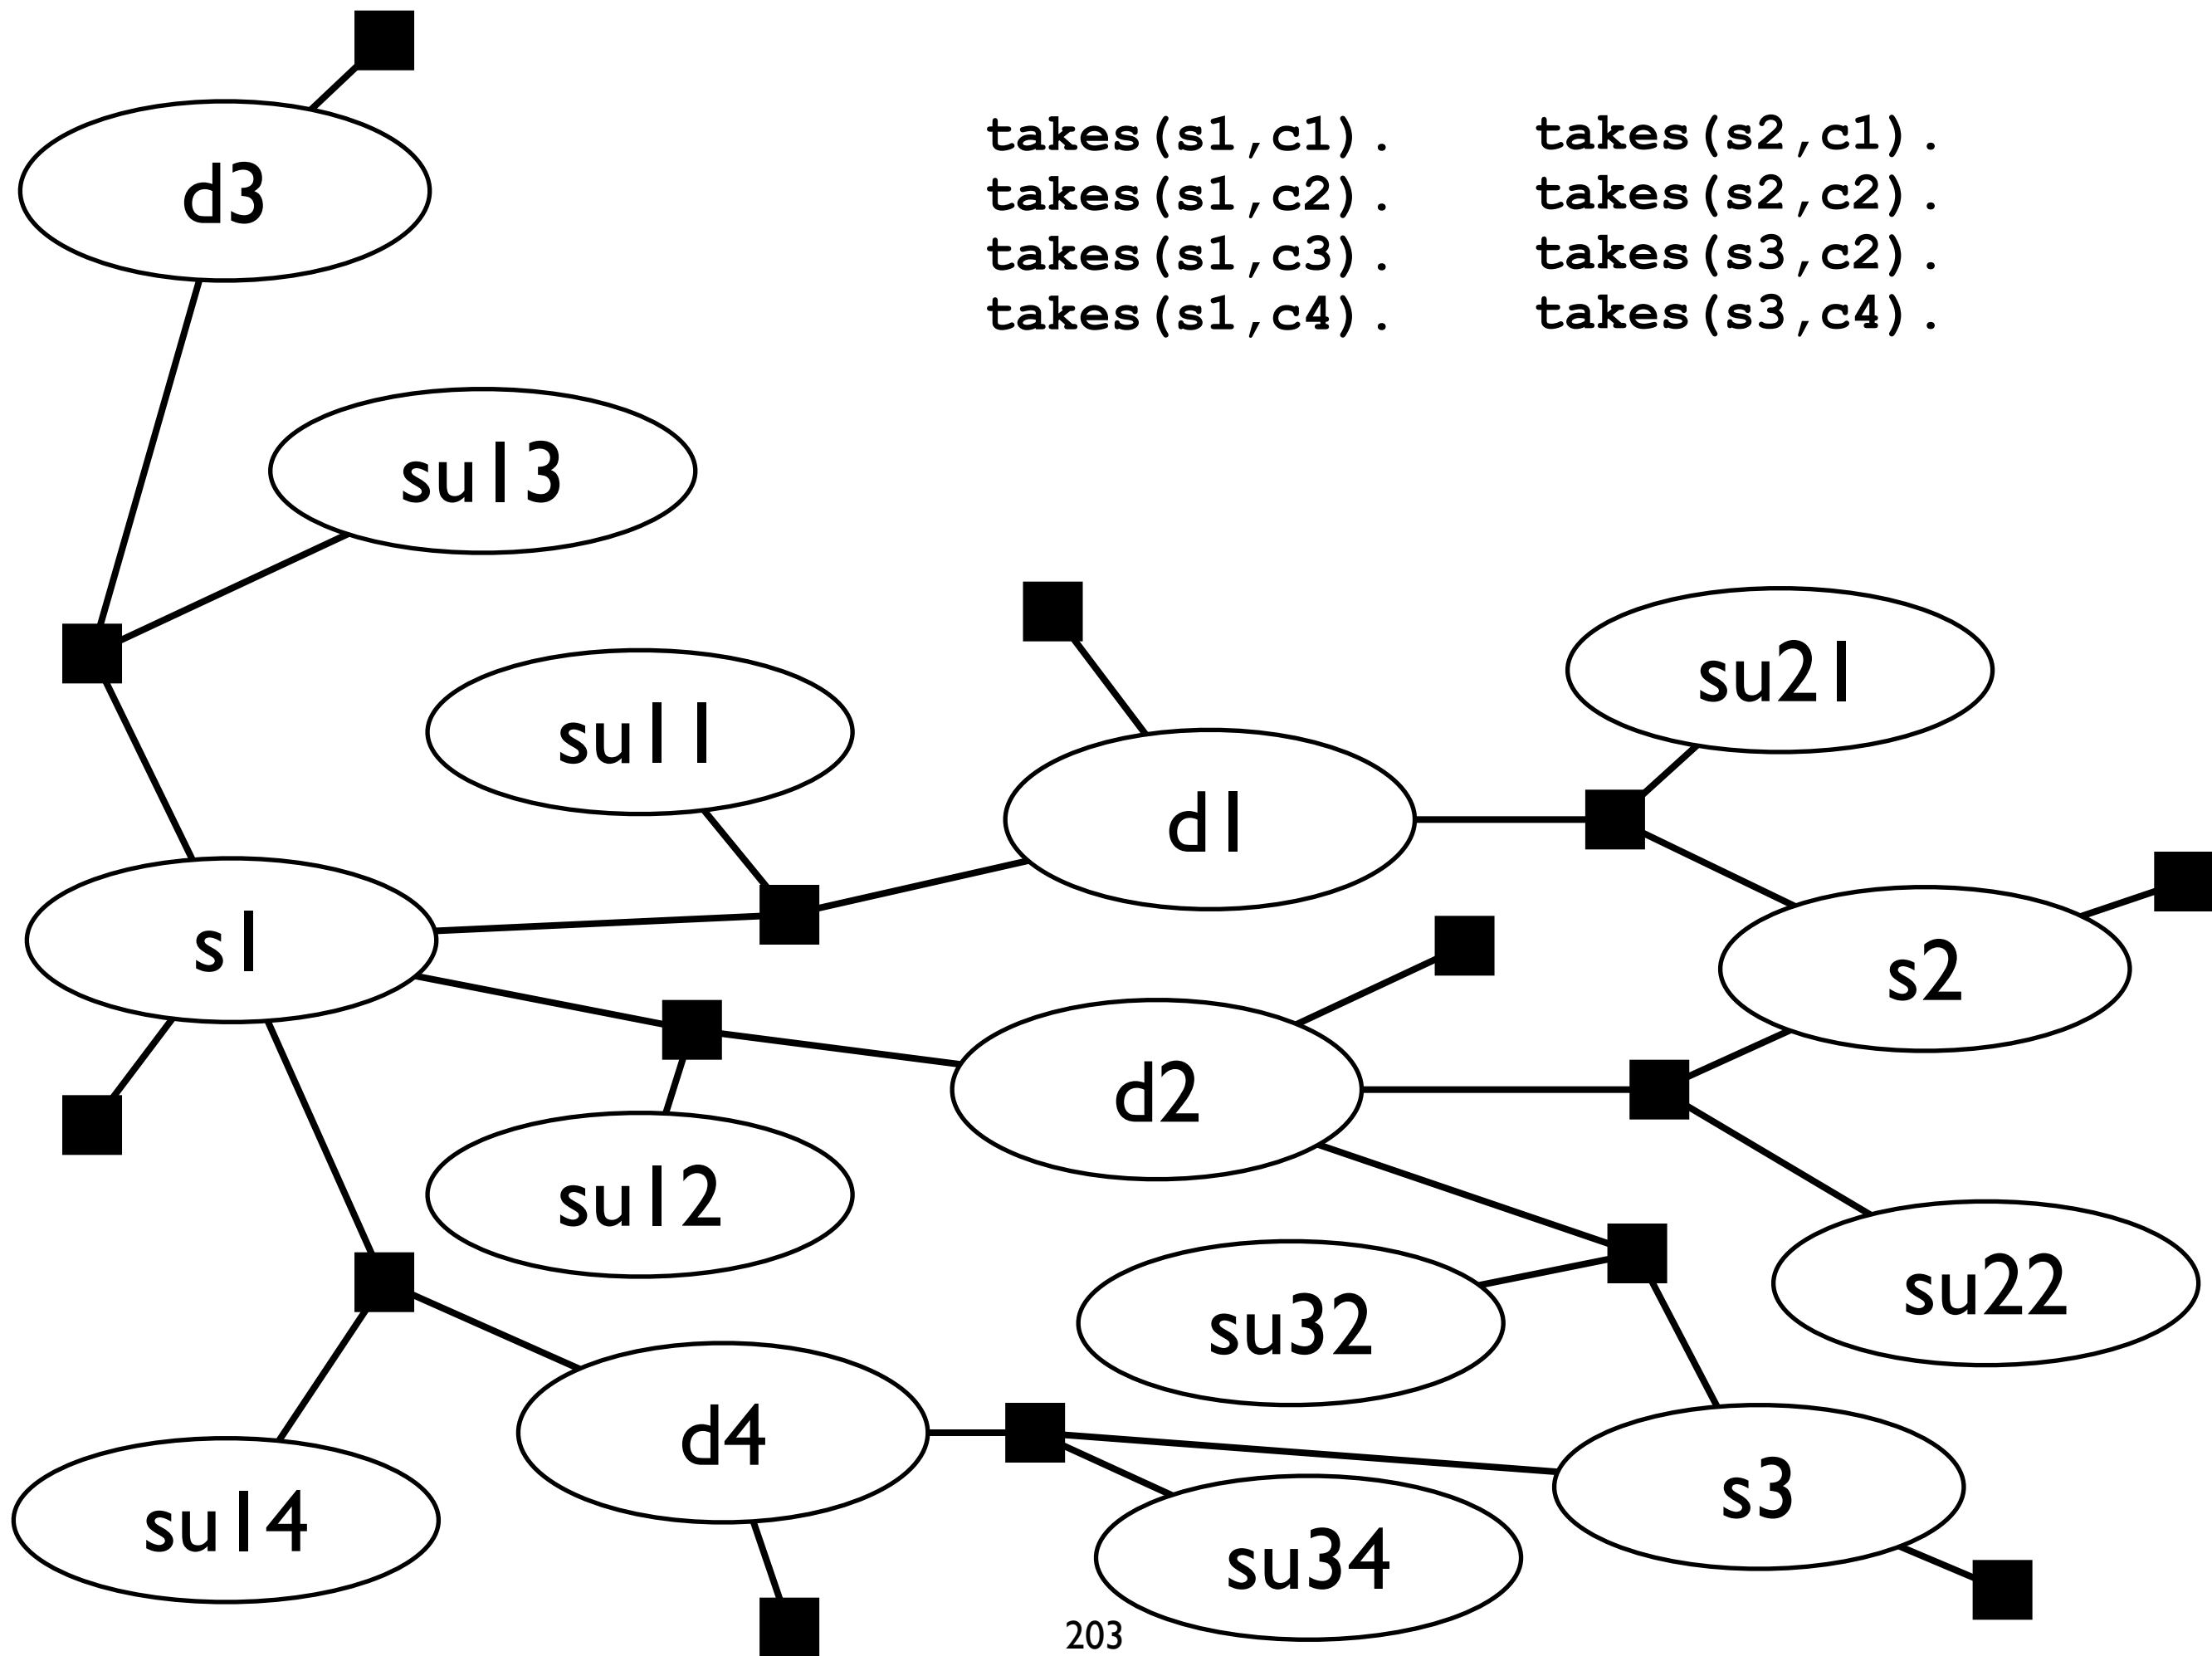 d3
takes(s1,c1). takes(s2,c1).
takes(s1,c2). takes(s2,c2).
takes(s1,c3). takes(s3,c2).
takes(s1,c4). takes(s3,c4).
su13
su21
su11
d1
s1
s2
d2
su12
su22
su32
d4
s3
su14
su34
203